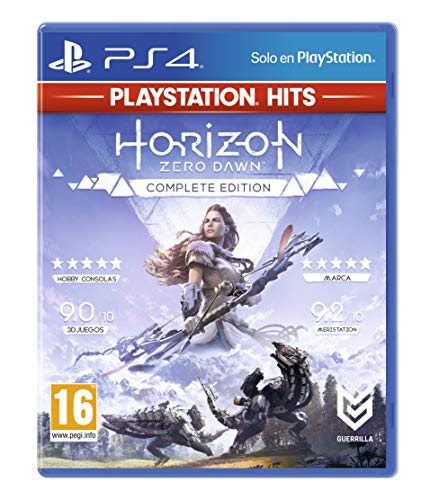 PS4
Solo en PlayStation.
PLAYSTATION HITS
HORIZON
ZERO DAWN™
COMPLETE EDITION
★★★★★
HOBBY CONSOLAS
★★★★★
MARCA
9.0/10
3DJUEGOS
9.2/10
MERISTATION
16
www.pegi.info
GUERRILLA